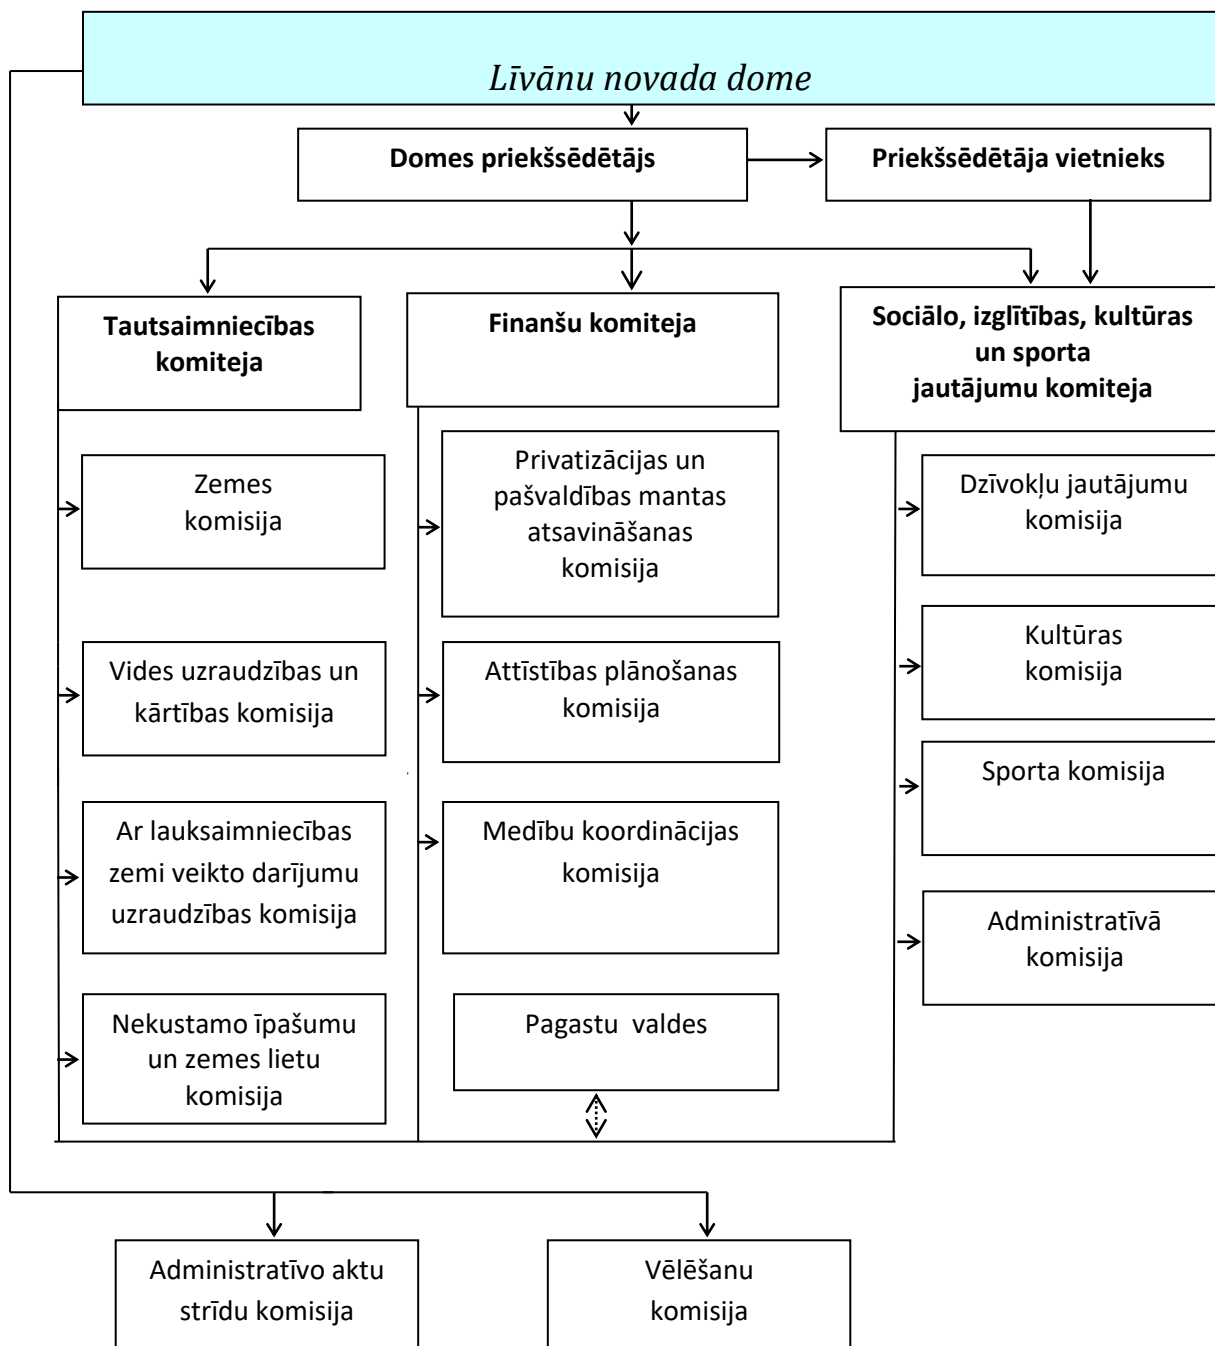 Līvānu novada dome
Domes priekšsēdētājs
Priekšsēdētāja vietnieks
Tautsaimniecības
komiteja
Finanšu komiteja
Sociālo, izglītības, kultūras
un sporta
jautājumu komiteja
Zemes
komisija
Vides uzraudzības un
kārtības komisija
Ar lauksaimniecības
zemi veikto darījumu
uzraudzības komisija
Nekustamo īpašumu
un zemes lietu
komisija
Privatizācijas un
pašvaldības mantas
atsavināšanas
komisija
Attīstības plānošanas
komisija
Medību koordinācijas
komisija
Pagastu valdes
Dzīvokļu jautājumu
komisija
Kultūras
komisija
Sporta komisija
Administratīvā
komisija
Administratīvo aktu
strīdu komisija
Vēlēšanu
komisija